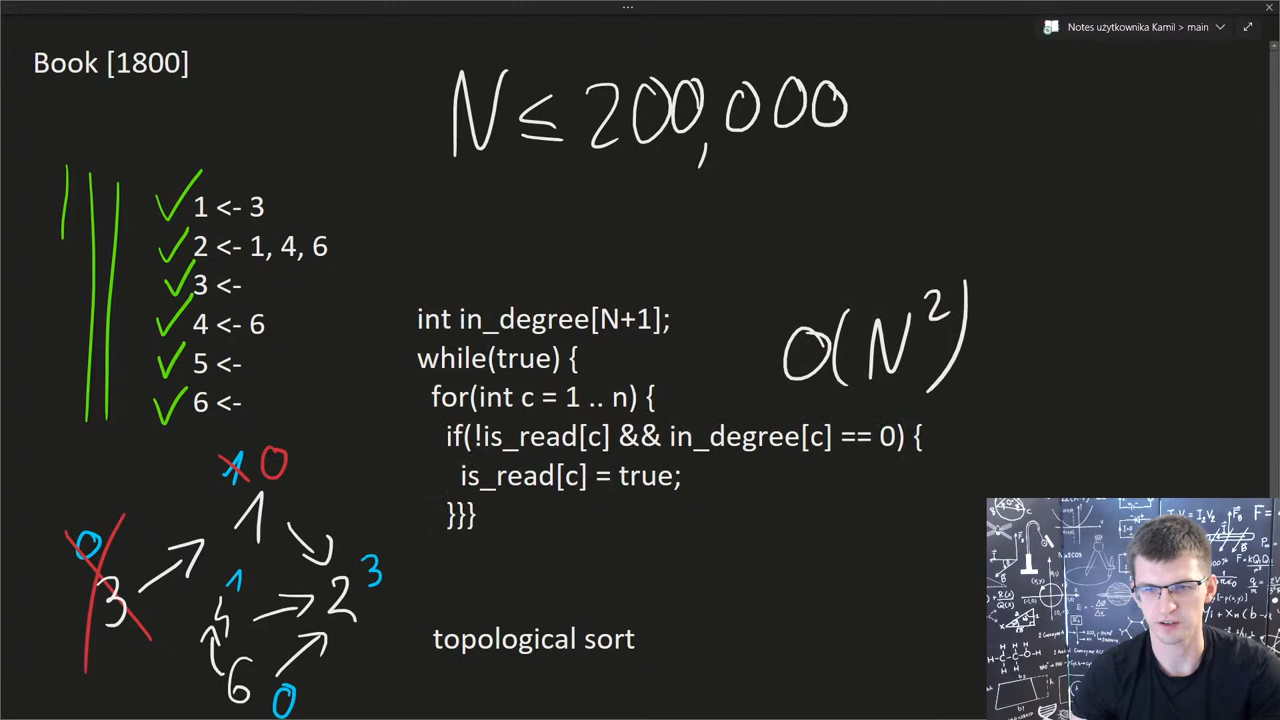 Notes użytkownika Kamil > main
Book [1800]
N ≤ 200,000
1 <- 3
2 <- 1, 4, 6
3 <-
4 <- 6
5 <-
6 <-
int in_degree[N+1];
while(true) {
for(int c = 1 .. n) {
if(!is_read[c] && in_degree[c] == 0) {
is_read[c] = true;
}}}
O(N²)
1 0
1
0
3
1
4
2 3
6 0
topological sort